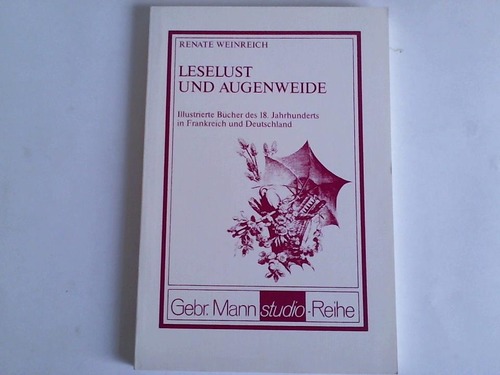 RENATE WEINREICH
LESELUST
UND AUGENWEIDE
Illustrierte Bücher des 18. Jahrhunderts
in Frankreich und Deutschland
Gebr. Mann studio-Reihe